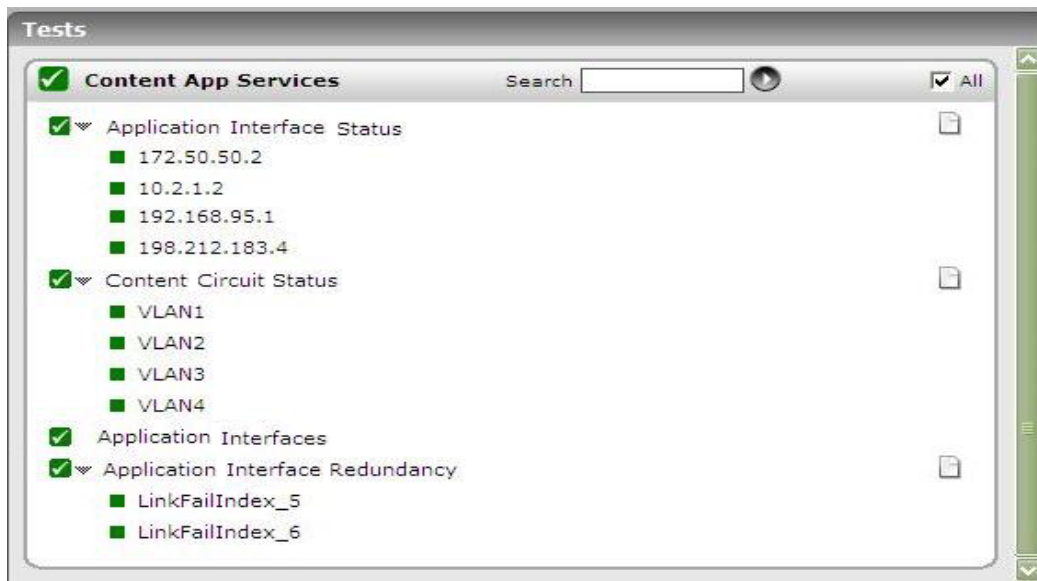 Tests
Content App Services Search All
Application Interface Status
172.50.50.2
10.2.1.2
192.168.95.1
198.212.183.4
Content Circuit Status
VLAN1
VLAN2
VLAN3
VLAN4
Application Interfaces
Application Interface Redundancy
LinkFailIndex_5
LinkFailIndex_6